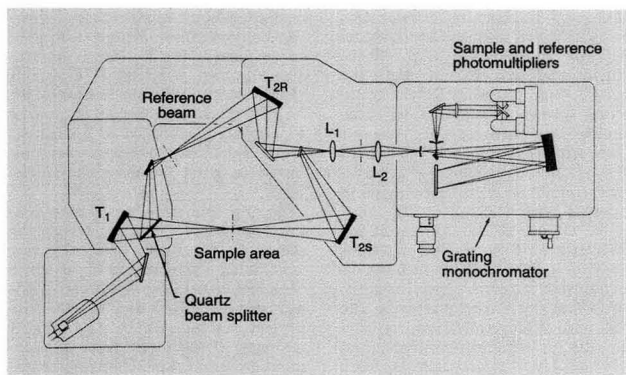 Sample and reference
photomultipliers
Reference
beam
T2R
L1
L2
T1
Sample area
T2S
Quartz
beam splitter
Grating
monochromator